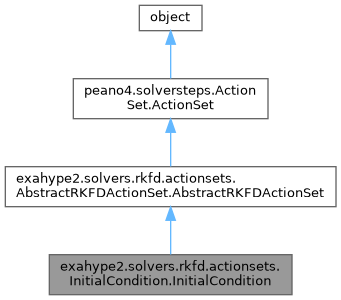 object
peano4.solversteps.Action
Set.ActionSet
exahype2.solvers.rkfd.actionsets.
AbstractRKFDActionSet.AbstractRKFDActionSet
exahype2.solvers.rkfd.actionsets.
InitialCondition.InitialCondition